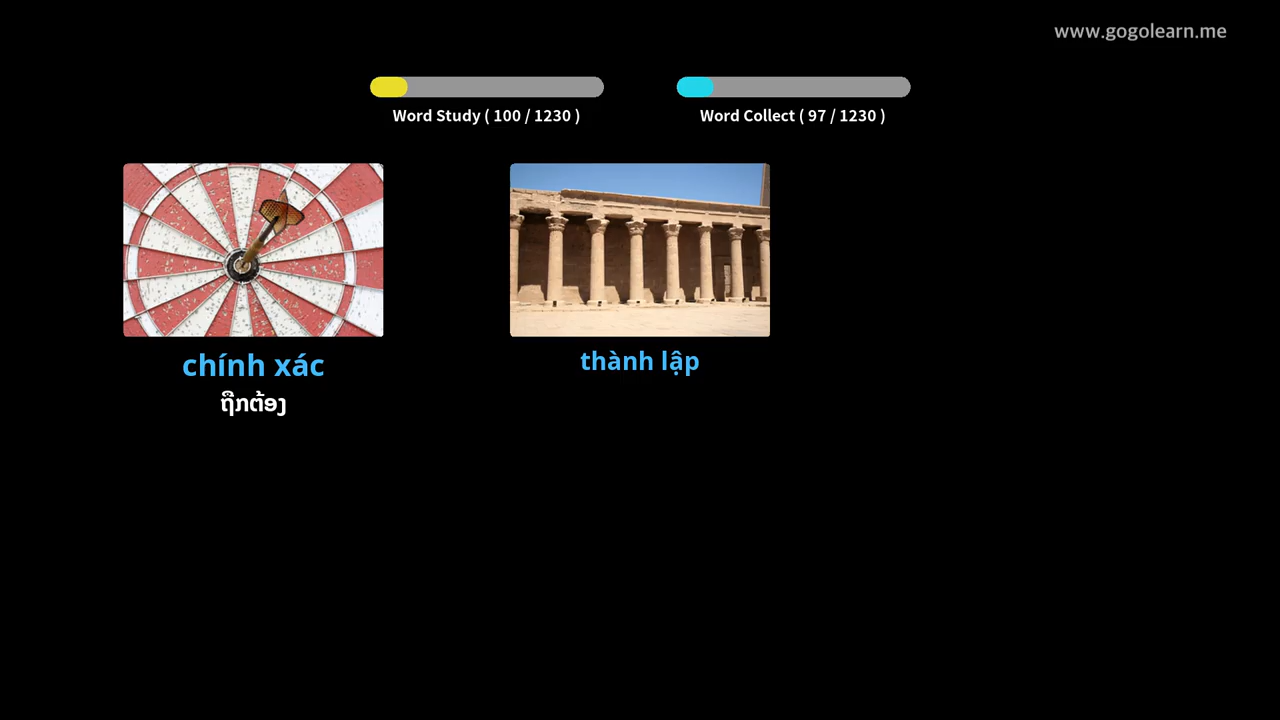 www.gogolearn.me
Word Study ( 100 / 1230 )
Word Collect ( 97 / 1230 )
chính xác
ຖືກຕ້ອງ
thành lập